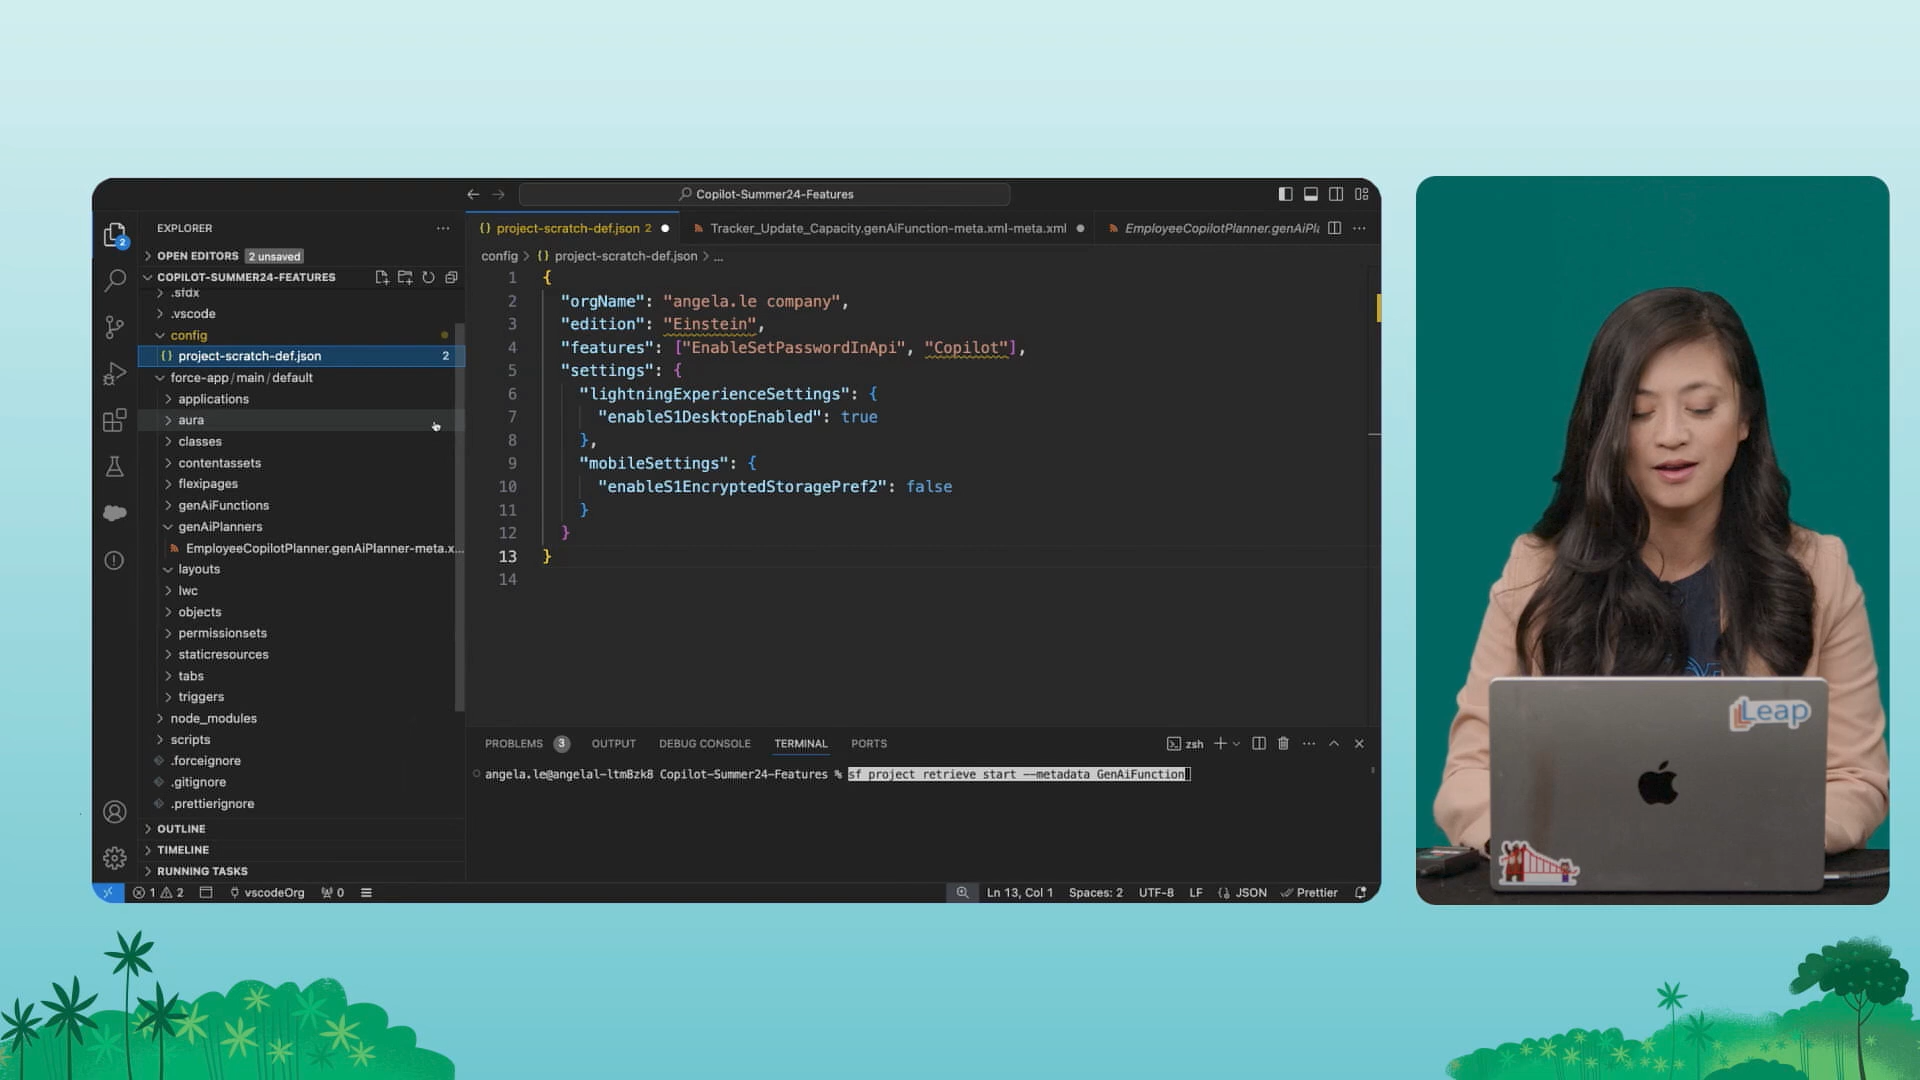 Copilot-Summer24-Features
EXPLORER
OPEN EDITORS 2 unsaved
COPILOT-SUMMER24-FEATURES
.sfdx
.vscode
config
project-scratch-def.json 2
force-app/main/default
applications
aura
classes
contentassets
flexipages
genAiFunctions
genAiPlanners
EmployeeCopilotPlanner.genAiPlanner-meta.x...
layouts
lwc
objects
permissionsets
staticresources
tabs
triggers
node_modules
scripts
.forceignore
.gitignore
.prettierignore
OUTLINE
TIMELINE
RUNNING TASKS
2
{} project-scratch-def.json 2
Tracker_Update_Capacity.genAiFunction-meta.xml-meta.xml
EmployeeCopilotPlanner.genAiPl
config > {} project-scratch-def.json > ...
1 {
2 "orgName": "angela.le company",
3 "edition": "Einstein",
4 "features": ["EnableSetPasswordInApi", "Copilot"],
5 "settings": {
6 "lightningExperienceSettings": {
7 "enableS1DesktopEnabled": true
8 },
9 "mobileSettings": {
10 "enableS1EncryptedStoragePref2": false
11 }
12 }
13 }
14
PROBLEMS 3 OUTPUT DEBUG CONSOLE TERMINAL PORTS
zsh
angela.le@angelal-ltmBzk8 Copilot-Summer24-Features % sf project retrieve start --metadata GenAiFunction
1 2 vscodeOrg 0
Ln 13, Col 1 Spaces: 2 UTF-8 LF {} JSON Prettier
Leap